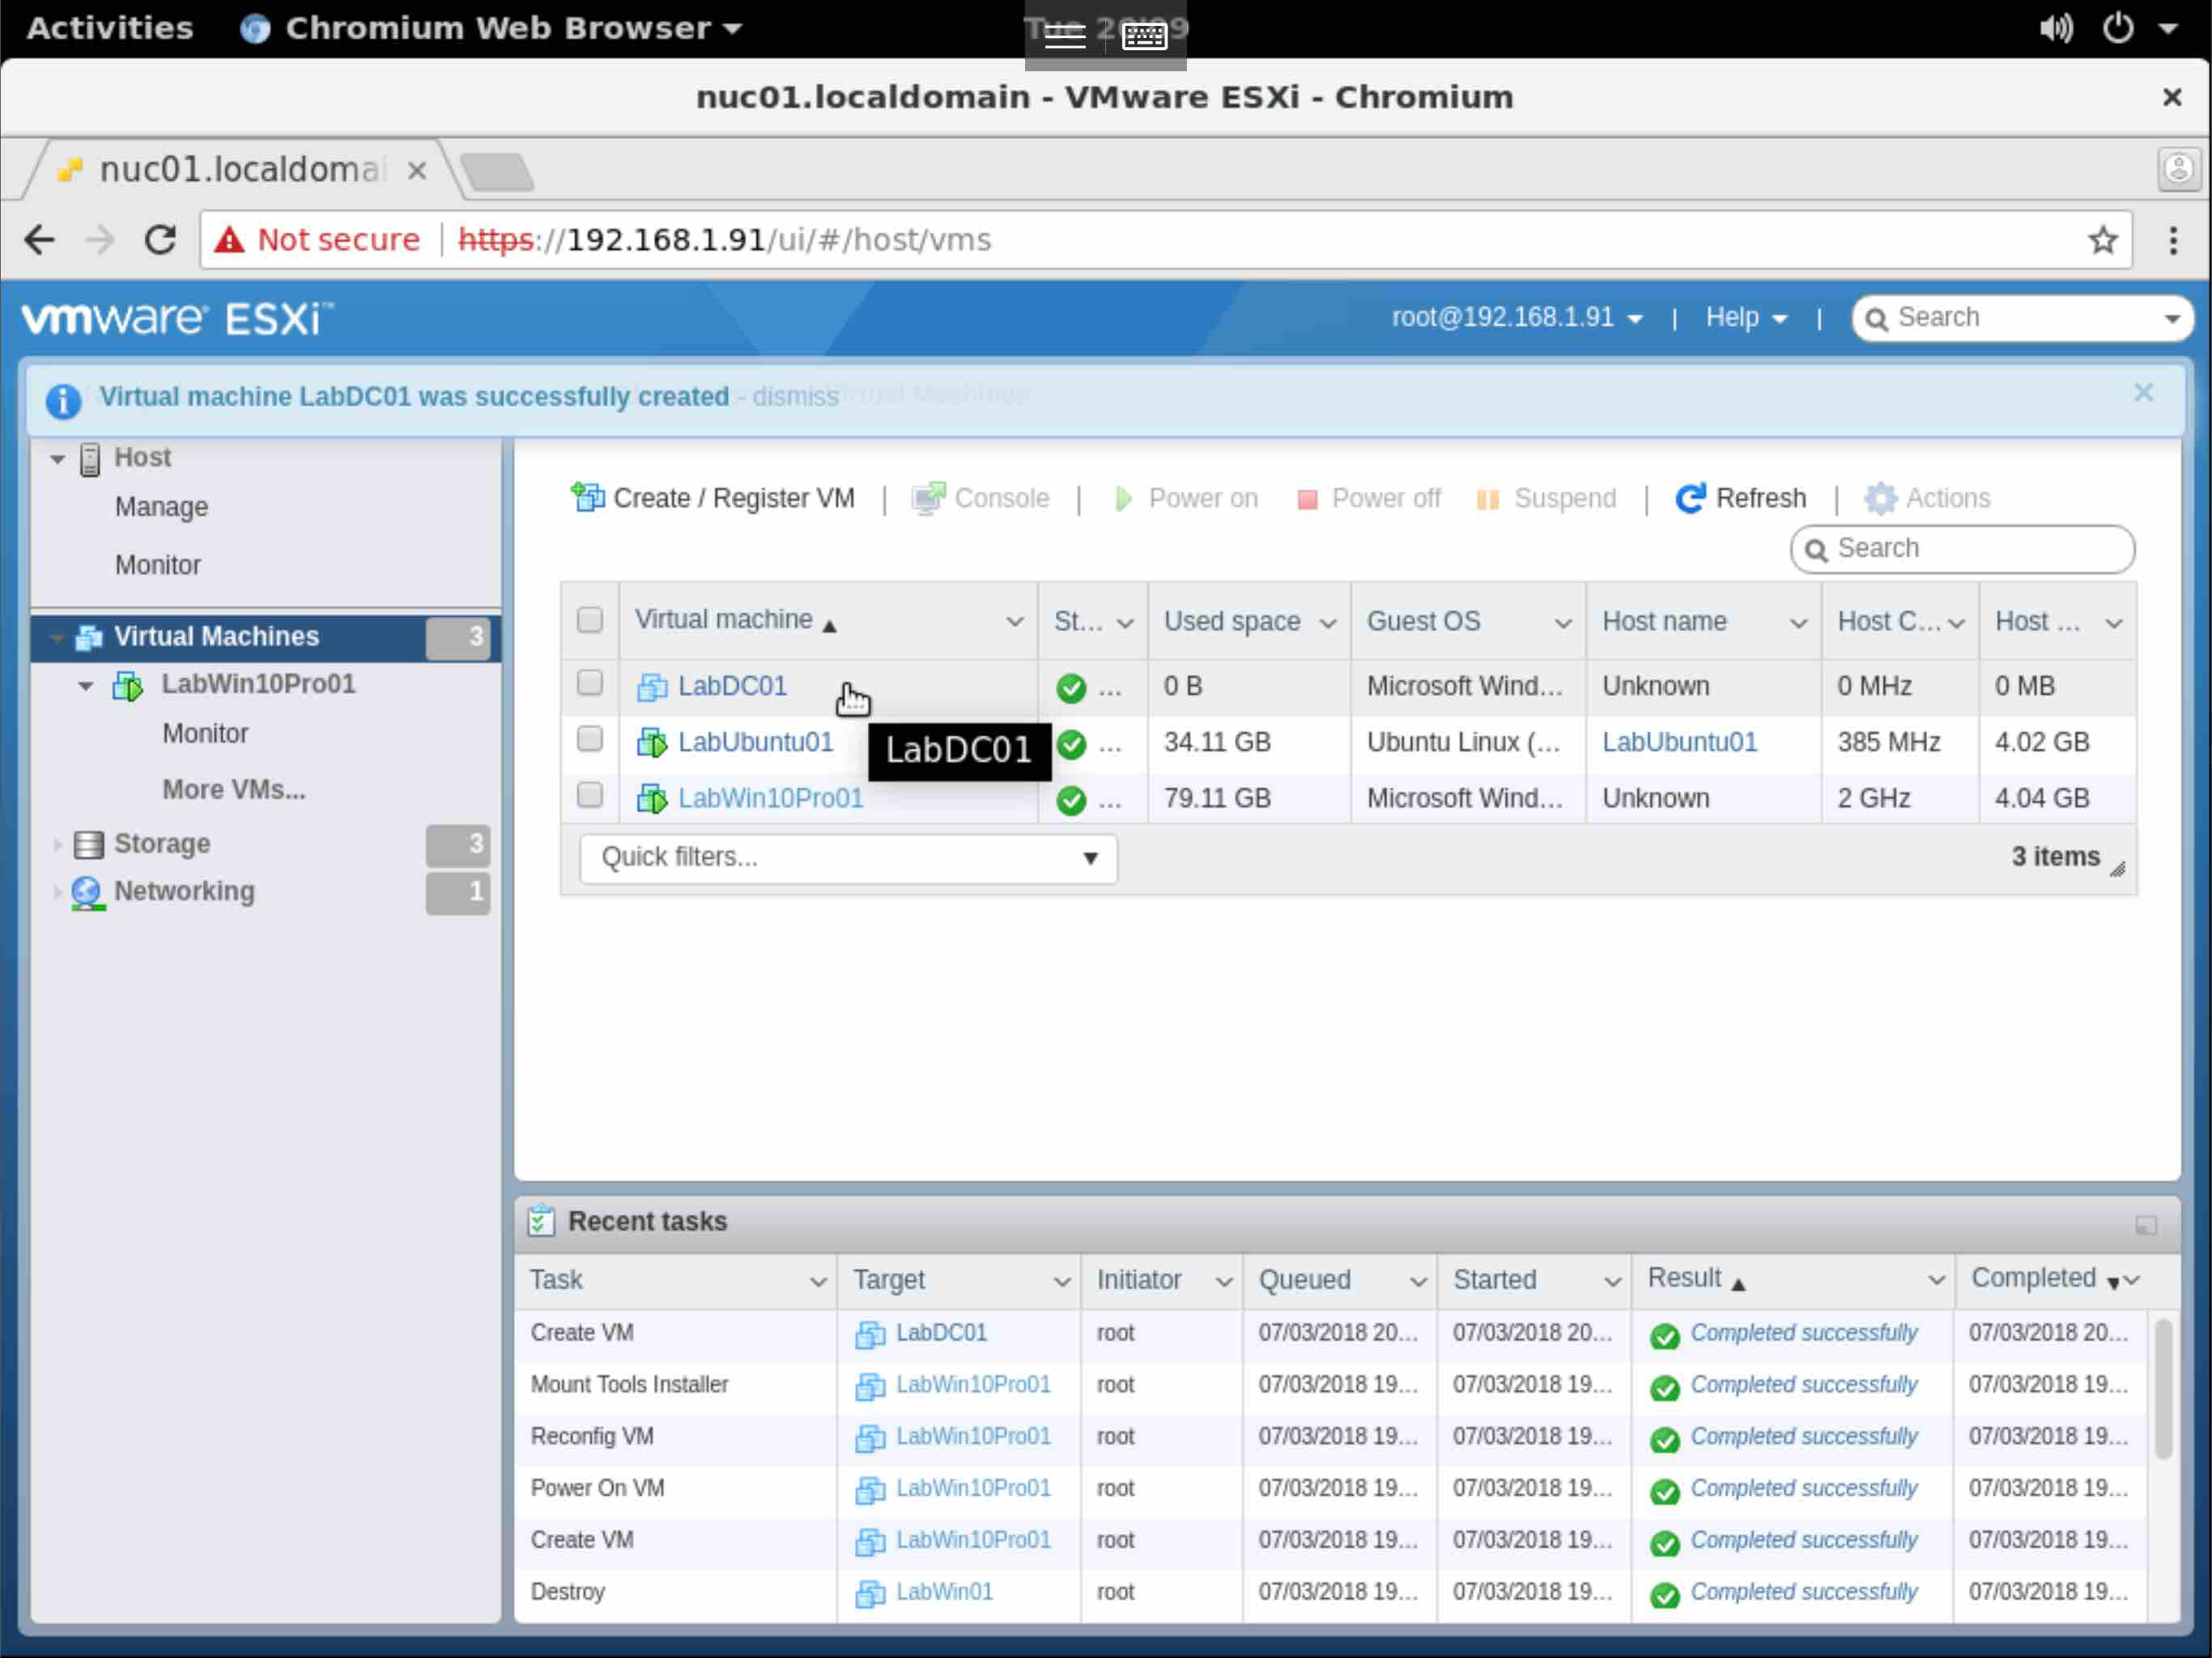 Activities Chromium Web Browser
nuc01.localdomain - VMware ESXi - Chromium
nuc01.localdomai
Not secure https://192.168.1.91/ui/#/host/vms
vmware ESXi™ root@192.168.1.91 | Help | Search
Virtual machine LabDC01 was successfully created - dismiss
Host
Manage
Monitor
Virtual Machines 3
LabWin10Pro01
Monitor
More VMs...
Storage 3
Networking 1
Create / Register VM | Console | Power on Power off Suspend | Refresh | Actions
Search
Virtual machine St... Used space Guest OS Host name Host C... Host ...
LabDC01 ... 0 B Microsoft Wind... Unknown 0 MHz 0 MB
LabUbuntu01 ... 34.11 GB Ubuntu Linux (... LabUbuntu01 385 MHz 4.02 GB
LabDC01
LabWin10Pro01 ... 79.11 GB Microsoft Wind... Unknown 2 GHz 4.04 GB
Quick filters... 3 items
Recent tasks
Task Target Initiator Queued Started Result Completed
Create VM LabDC01 root 07/03/2018 20... 07/03/2018 20... Completed successfully 07/03/2018 20...
Mount Tools Installer LabWin10Pro01 root 07/03/2018 19... 07/03/2018 19... Completed successfully 07/03/2018 19...
Reconfig VM LabWin10Pro01 root 07/03/2018 19... 07/03/2018 19... Completed successfully 07/03/2018 19...
Power On VM LabWin10Pro01 root 07/03/2018 19... 07/03/2018 19... Completed successfully 07/03/2018 19...
Create VM LabWin10Pro01 root 07/03/2018 19... 07/03/2018 19... Completed successfully 07/03/2018 19...
Destroy LabWin01 root 07/03/2018 19... 07/03/2018 19... Completed successfully 07/03/2018 19...